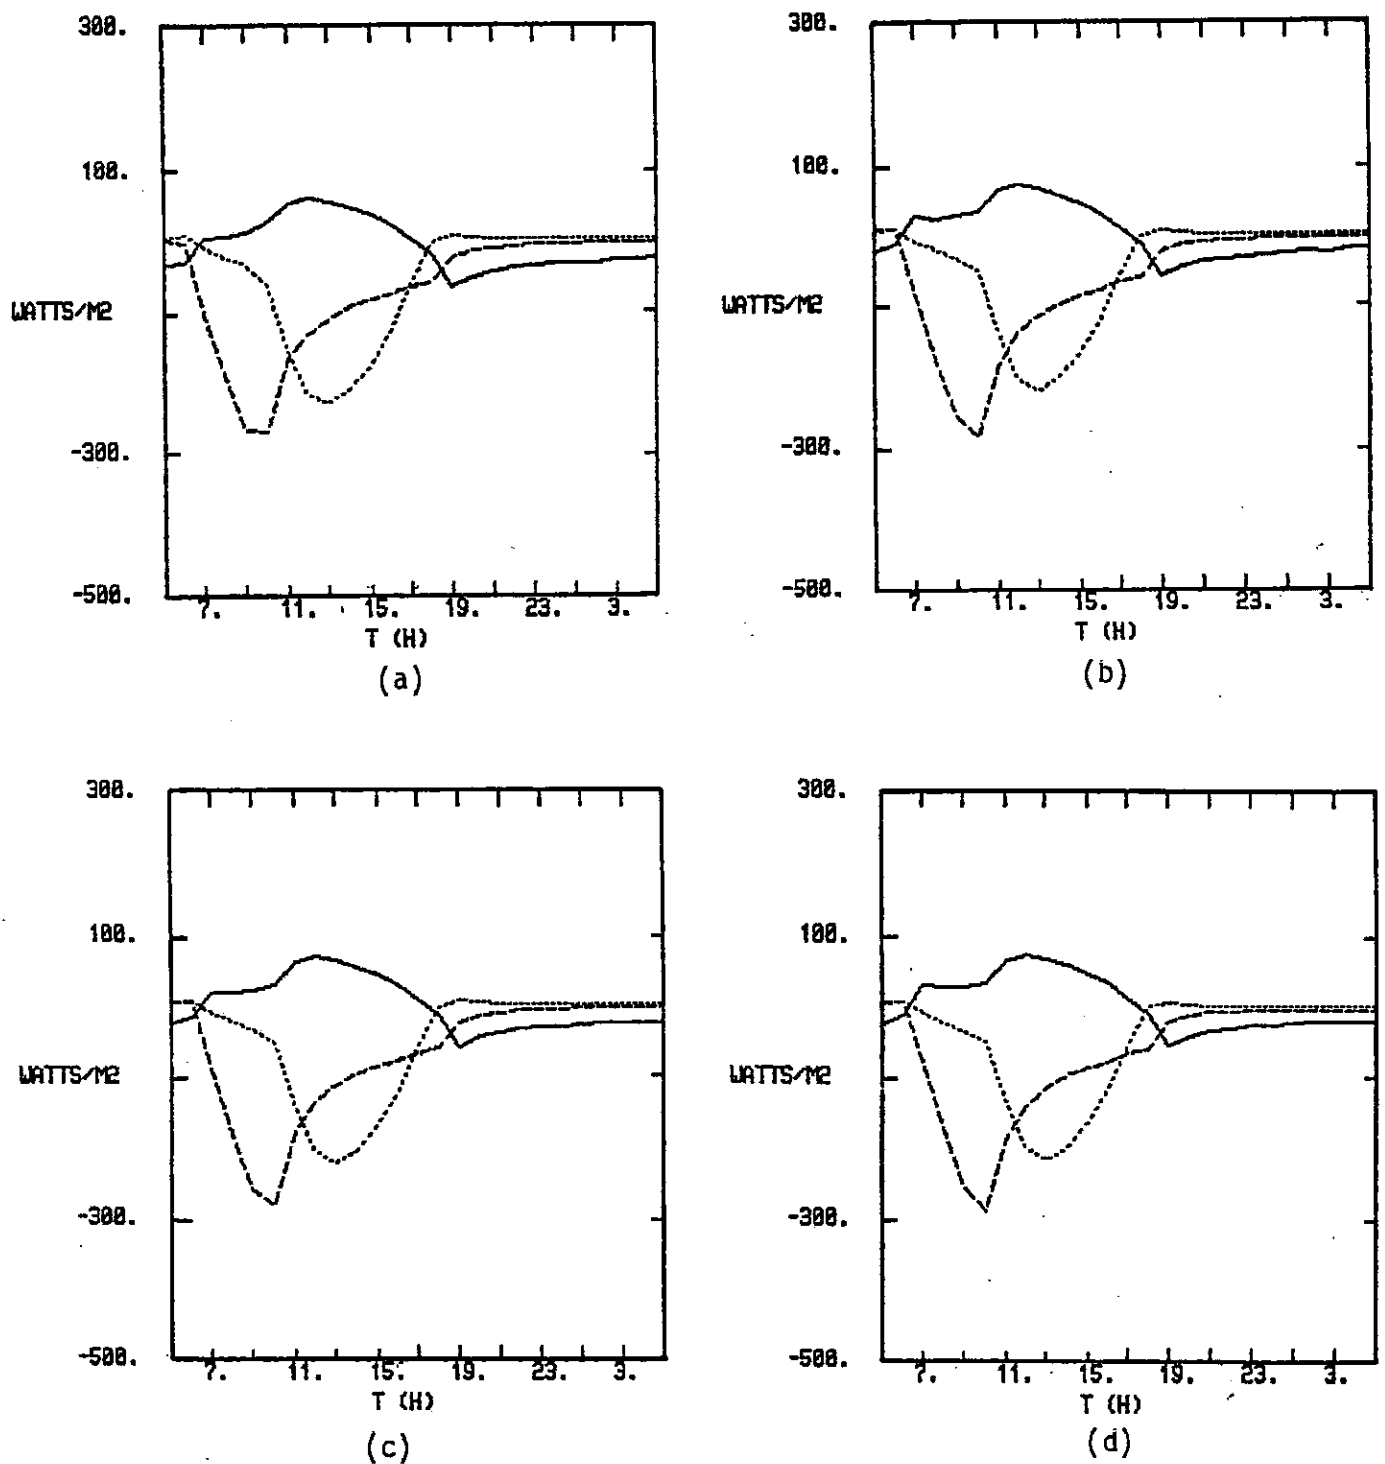 300.
100.
WATTS/M2
-300.
-500.
7. 11. 15. 19. 23. 3.
T (H)
(a)
300.
100.
WATTS/M2
-300.
-500.
7. 11. 15. 19. 23. 3.
T (H)
(b)
300.
100.
WATTS/M2
-300.
-500.
7. 11. 15. 19. 23. 3.
T (H)
(c)
300.
100.
WATTS/M2
-300.
-500.
7. 11. 15. 19. 23. 3.
T (H)
(d)